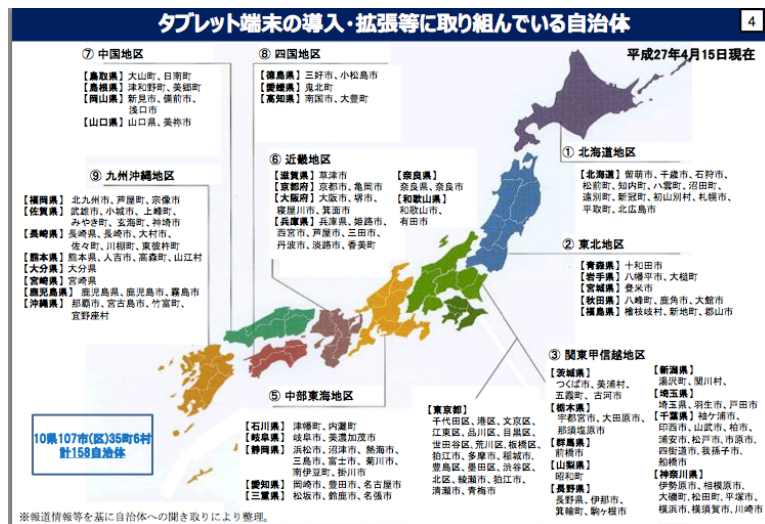 タブレット端末の導入・拡張等に取り組んでいる自治体
4
平成27年4月15日現在
⑦ 中国地区
【鳥取県】 大山町、日南町
【島根県】 津和野町、美郷町
【岡山県】 新見市、備前市、
浅口市
【山口県】 山口県、美祢市
⑧ 四国地区
【徳島県】 三好市、小松島市
【愛媛県】 鬼北町
【高知県】 南国市、大豊町
⑥ 近畿地区
【滋賀県】 草津市
【京都府】 京都市、亀岡市
【大阪府】 大阪市、堺市、
寝屋川市、箕面市
【兵庫県】 兵庫県、姫路市、
西宮市、芦屋市、三田市、
丹波市、淡路市、香美町
【奈良県】
奈良県、奈良市
【和歌山県】
和歌山市、
有田市
⑨ 九州沖縄地区
【福岡県】 北九州市、芦屋町、宗像市
【佐賀県】 武雄市、小城市、上峰町、
みやき町、玄海町、神埼市
【長崎県】 長崎県、長崎市、大村市、
佐々町、川棚町、東彼杵町
【熊本県】 熊本県、人吉市、高森町、山江村
【大分県】 大分県
【宮崎県】 宮崎県
【鹿児島県】 鹿児島県、鹿児島市、霧島市
【沖縄県】 那覇市、宮古島市、竹富町、
宜野座村
① 北海道地区
【北海道】 留萌市、千歳市、石狩市、
松前町、知内町、八雲町、沼田町、
遠別町、新冠町、初山別村、札幌市、
平取町、北広島市
② 東北地区
【青森県】 十和田市
【岩手県】 八幡平市、大槌町
【宮城県】 登米市
【秋田県】 八峰町、鹿角市、大館市
【福島県】 檜枝岐村、新地町、郡山市
③ 関東甲信越地区
【茨城県】
つくば市、美浦村、
五霞町、古河市
【栃木県】
宇都宮市、大田原市、
那須塩原市
【群馬県】
前橋市
【山梨県】
昭和町
【長野県】
長野県、伊那市、
箕輪町、駒ヶ根市
【新潟県】
湯沢町、関川村、
【埼玉県】
埼玉県、羽生市、戸田市
【千葉県】 袖ケ浦市、
印西市、山武市、柏市、
浦安市、松戸市、市原市、
四街道市、我孫子市、
船橋市
【神奈川県】
伊勢原市、相模原市、
大磯町、松田町、平塚市、
横浜市、横須賀市、川崎市
【東京都】
千代田区、港区、文京区、
江東区、品川区、目黒区、
世田谷区、荒川区、板橋区、
狛江市、多摩市、稲城市、
豊島区、墨田区、渋谷区、
北区、綾瀬市、狛江市、
清瀬市、青梅市
⑤ 中部東海地区
【石川県】 津幡町、内灘町
【岐阜県】 岐阜市、美濃加茂市
【静岡県】 浜松市、沼津市、熱海市、
三島市、富士市、菊川市、
南伊豆町、掛川市
【愛知県】 岡崎市、豊田市、名古屋市
【三重県】 松坂市、鈴鹿市、名張市
10県107市(区)35町6村
計158自治体
※報道情報等を基に自治体への聞き取りにより整理。